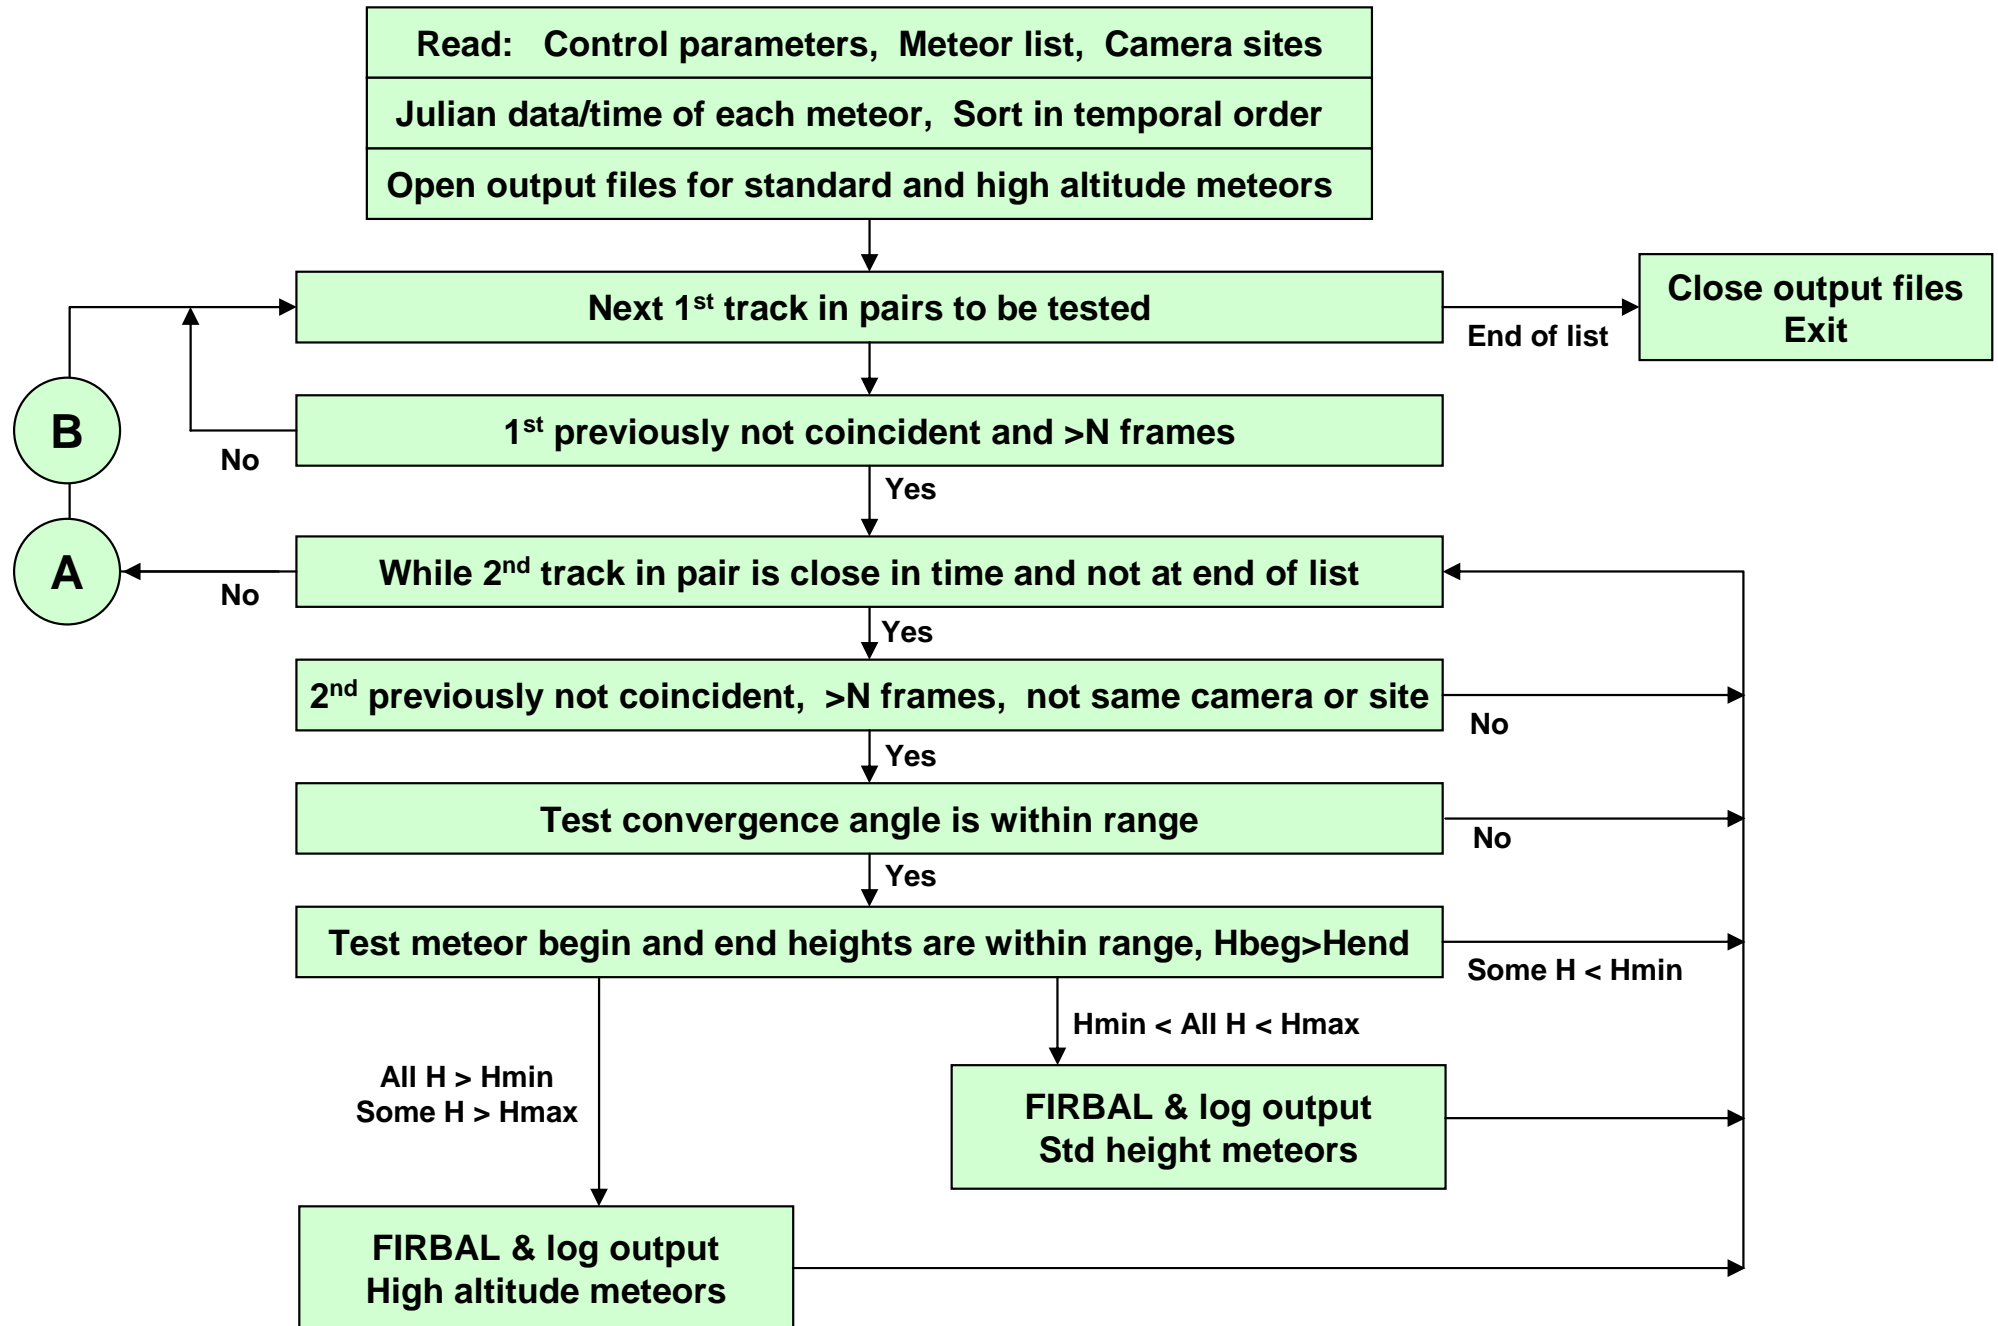 Read: Control parameters, Meteor list, Camera sites
Julian data/time of each meteor, Sort in temporal order
Open output files for standard and high altitude meteors
Next 1st track in pairs to be tested
End of list
Close output files
Exit
B
1st previously not coincident and >N frames
No
Yes
A
While 2nd track in pair is close in time and not at end of list
No
Yes
2nd previously not coincident, >N frames, not same camera or site
No
Yes
Test convergence angle is within range
No
Yes
Test meteor begin and end heights are within range, Hbeg>Hend
Some H < Hmin
Hmin < All H < Hmax
All H > Hmin
Some H > Hmax
FIRBAL & log output
Std height meteors
FIRBAL & log output
High altitude meteors